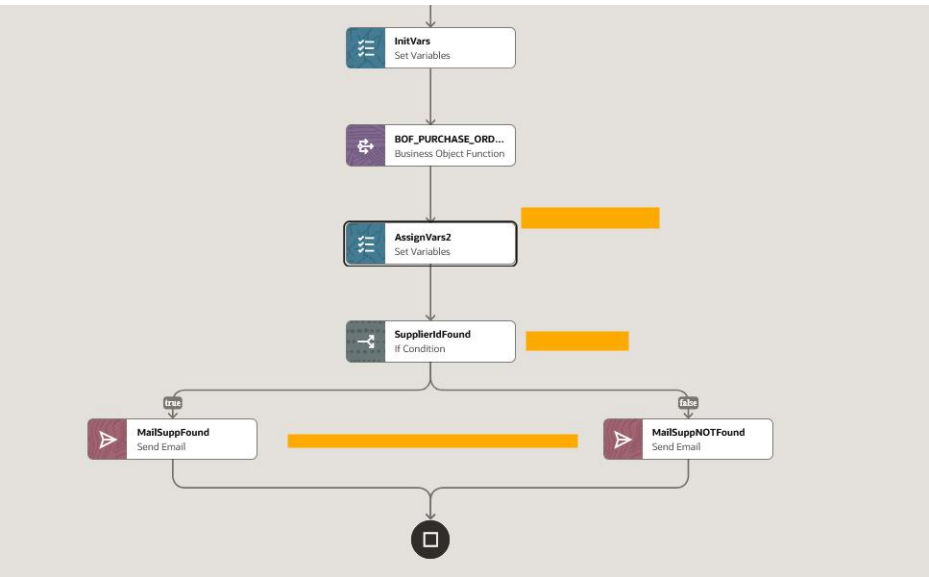 InitVars
Set Variables
BOF_PURCHASE_ORD...
Business Object Function
AssignVars2
Set Variables
SupplierIdFound
If Condition
true
false
MailSuppFound
Send Email
MailSuppNOTFound
Send Email